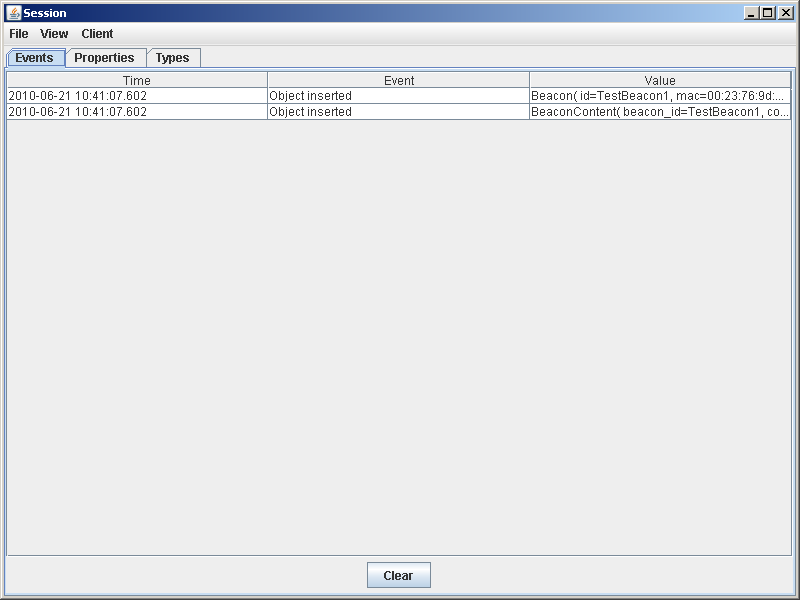 Session
File View Client
Events Properties Types
Time Event Value
2010-06-21 10:41:07.602 Object inserted Beacon( id=TestBeacon1, mac=00:23:76:9d:...
2010-06-21 10:41:07.602 Object inserted BeaconContent( beacon_id=TestBeacon1, co...
Clear